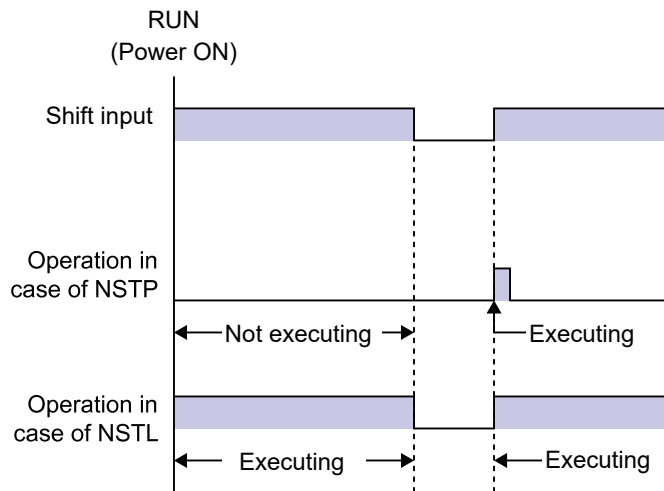 RUN
(Power ON)
Shift input
Operation in
case of NSTP
Not executing
Executing
Operation in
case of NSTL
Executing
Executing